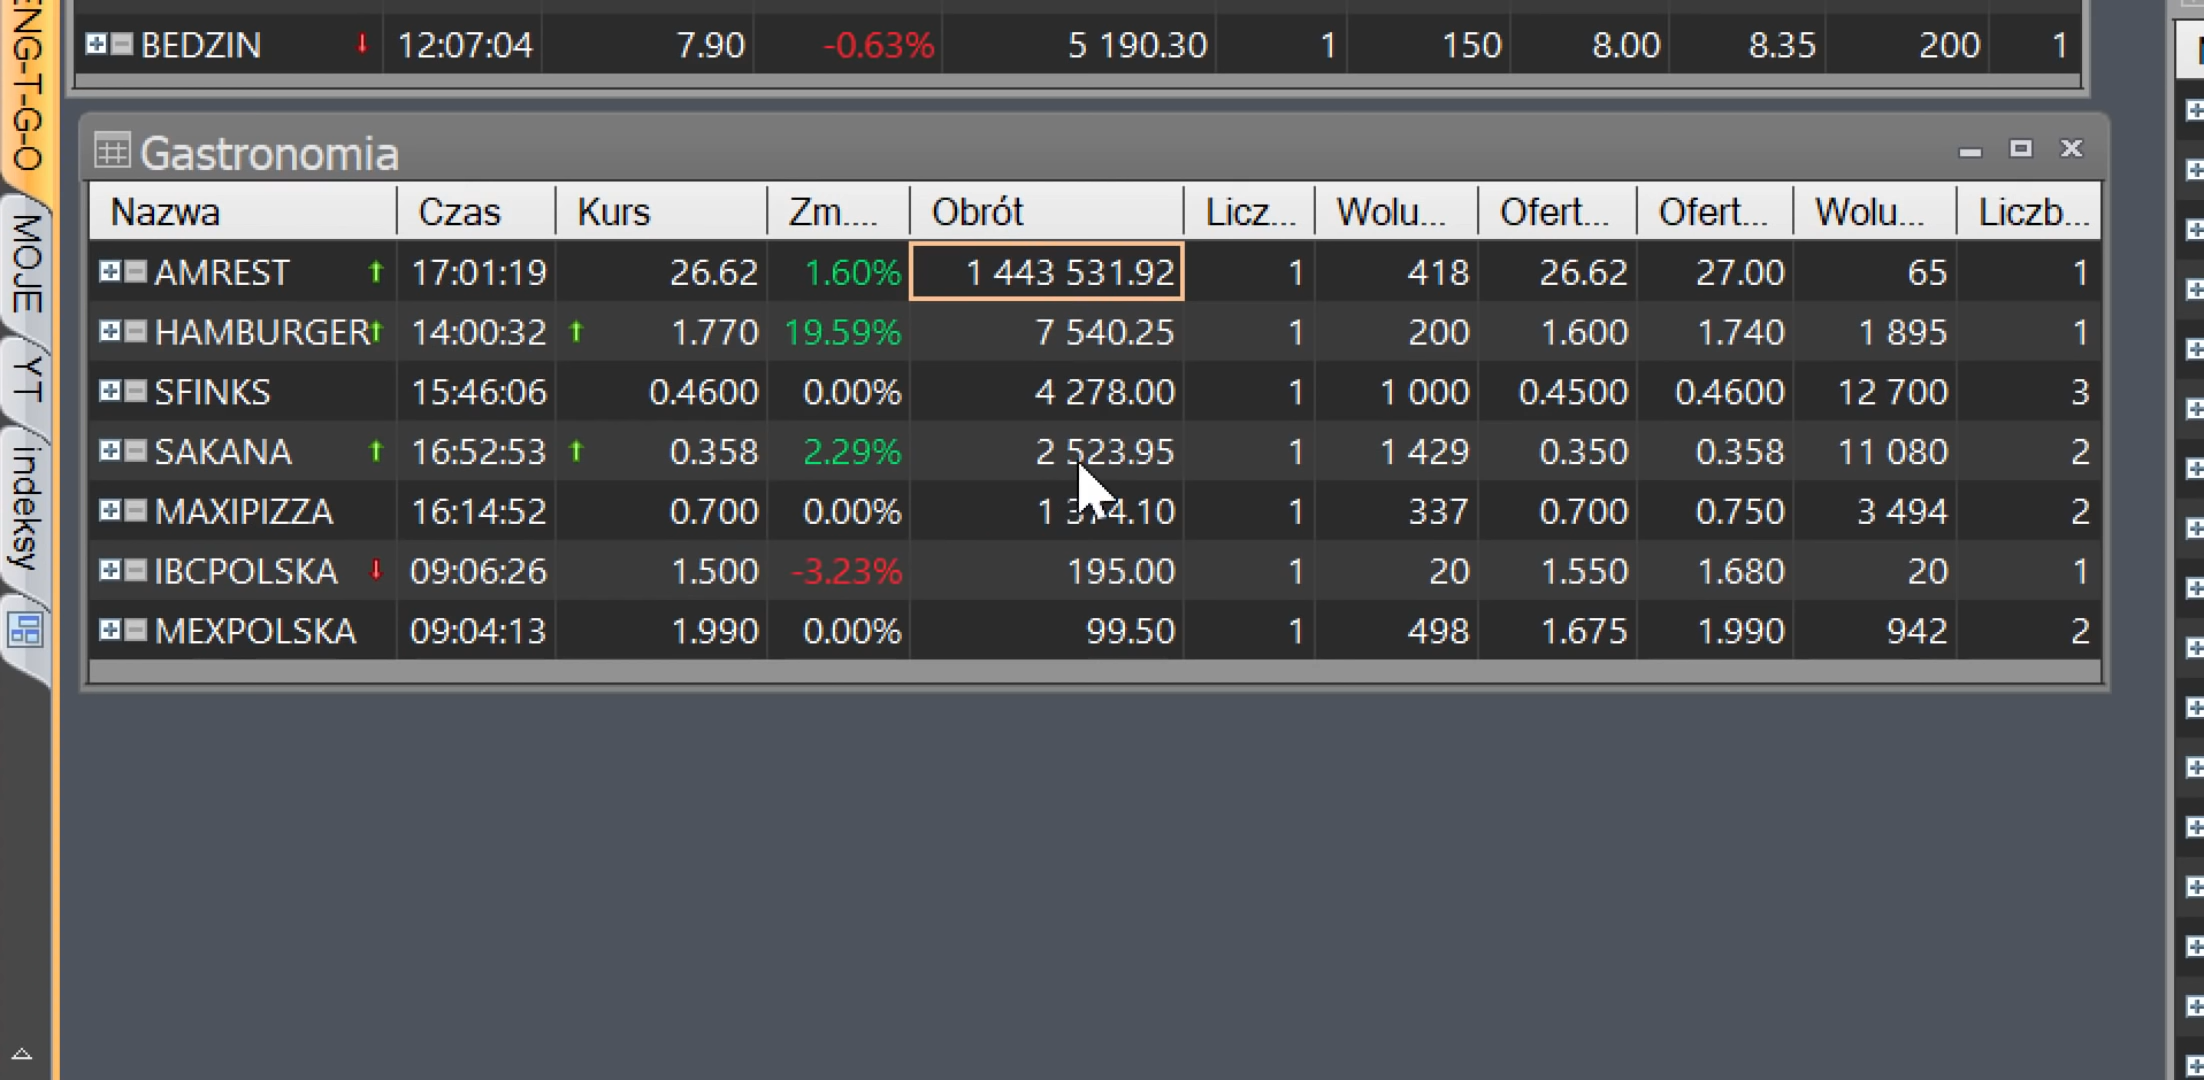 BEDZIN 12:07:04 7.90 -0.63% 5 190.30 1 150 8.00 8.35 200 1
Gastronomia
Nazwa Czas Kurs Zm.... Obrót Licz... Wolu... Ofert... Ofert... Wolu... Liczb...
AMREST 17:01:19 26.62 1.60% 1 443 531.92 1 418 26.62 27.00 65 1
HAMBURGER 14:00:32 1.770 19.59% 7 540.25 1 200 1.600 1.740 1 895 1
SFINKS 15:46:06 0.4600 0.00% 4 278.00 1 1 000 0.4500 0.4600 12 700 3
SAKANA 16:52:53 0.358 2.29% 2 523.95 1 1 429 0.350 0.358 11 080 2
MAXIPIZZA 16:14:52 0.700 0.00% 1 337 0.700 0.750 3 494 2
IBCPOLSKA 09:06:26 1.500 -3.23% 195.00 1 20 1.550 1.680 20 1
MEXPOLSKA 09:04:13 1.990 0.00% 99.50 1 498 1.675 1.990 942 2
ENG-T-G-O
MOJE
YT
indeksy